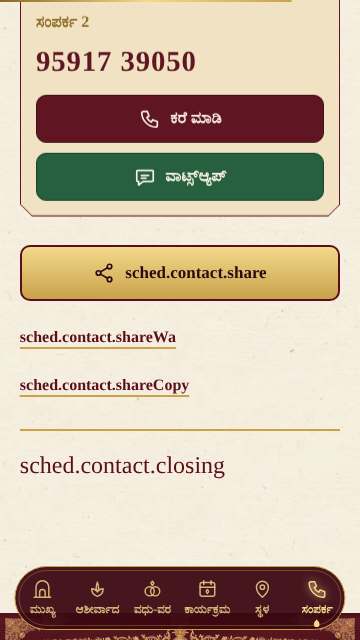 ಸಂಪರ್ಕ 2
95917 39050
ಕರೆ ಮಾಡಿ
ವಾಟ್ಸ್‌ಆ್ಯಪ್
sched.contact.share
sched.contact.shareWa
sched.contact.shareCopy
sched.contact.closing
ಮುಖ್ಯ ಆಶೀರ್ವಾದ ವಧು-ವರ ಕಾರ್ಯಕ್ರಮ ಸ್ಥಳ ಸಂಪರ್ಕ